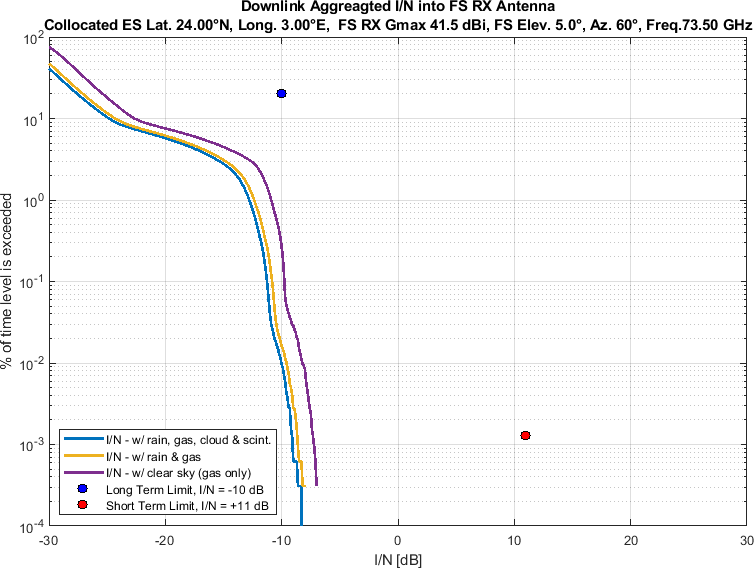 Downlink Aggreagted I/N into FS RX Antenna
Collocated ES Lat. 24.00°N, Long. 3.00°E, FS RX Gmax 41.5 dBi, FS Elev. 5.0°, Az. 60°, Freq.73.50 GHz
10^2
10^1
10^0
10^-1
10^-2
10^-3
10^-4
% of time level is exceeded
I/N - w/ rain, gas, cloud & scint.
I/N - w/ rain & gas
I/N - w/ clear sky (gas only)
Long Term Limit, I/N = -10 dB
Short Term Limit, I/N = +11 dB
-30 -20 -10 0 10 20 30
I/N [dB]